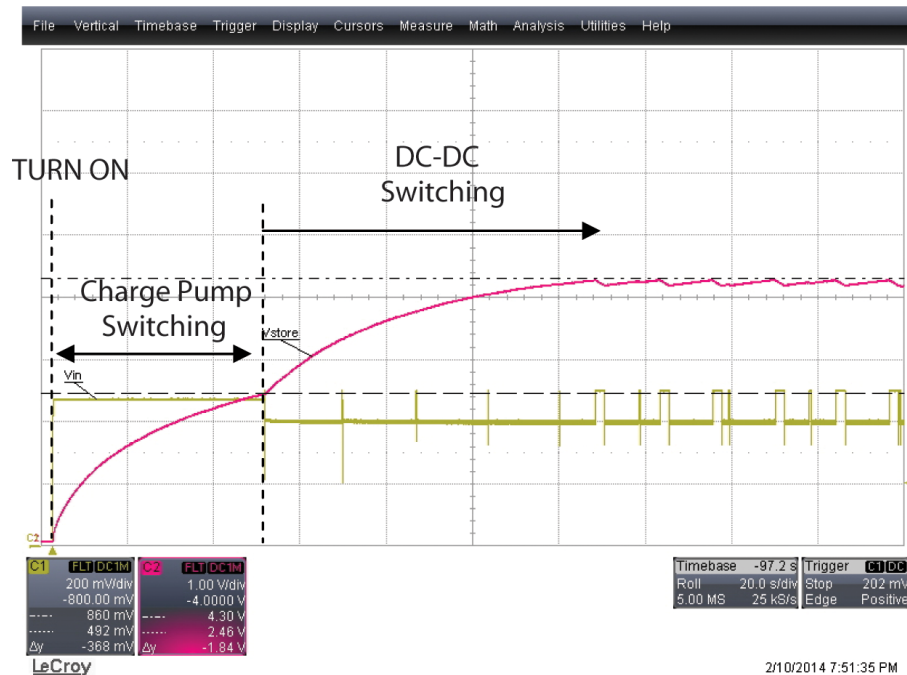 File Vertical Timebase Trigger Display Cursors Measure Math Analysis Utilities Help
TURN ON
DC-DC
Switching
Charge Pump
Switching
Vstore
Vin
C2
C1 FLT DC1M
200 mV/div
-800.00 mV
860 mV
492 mV
Δy -368 mV
C2 FLT DC1M
1.00 V/div
-4.0000 V
4.30 V
2.46 V
Δy -1.84 V
Timebase -97.2 s
Roll 20.0 s/div
5.00 MS 25 kS/s
Trigger C1 DC
Stop 202 mV
Edge Positive
LeCroy
2/10/2014 7:51:35 PM